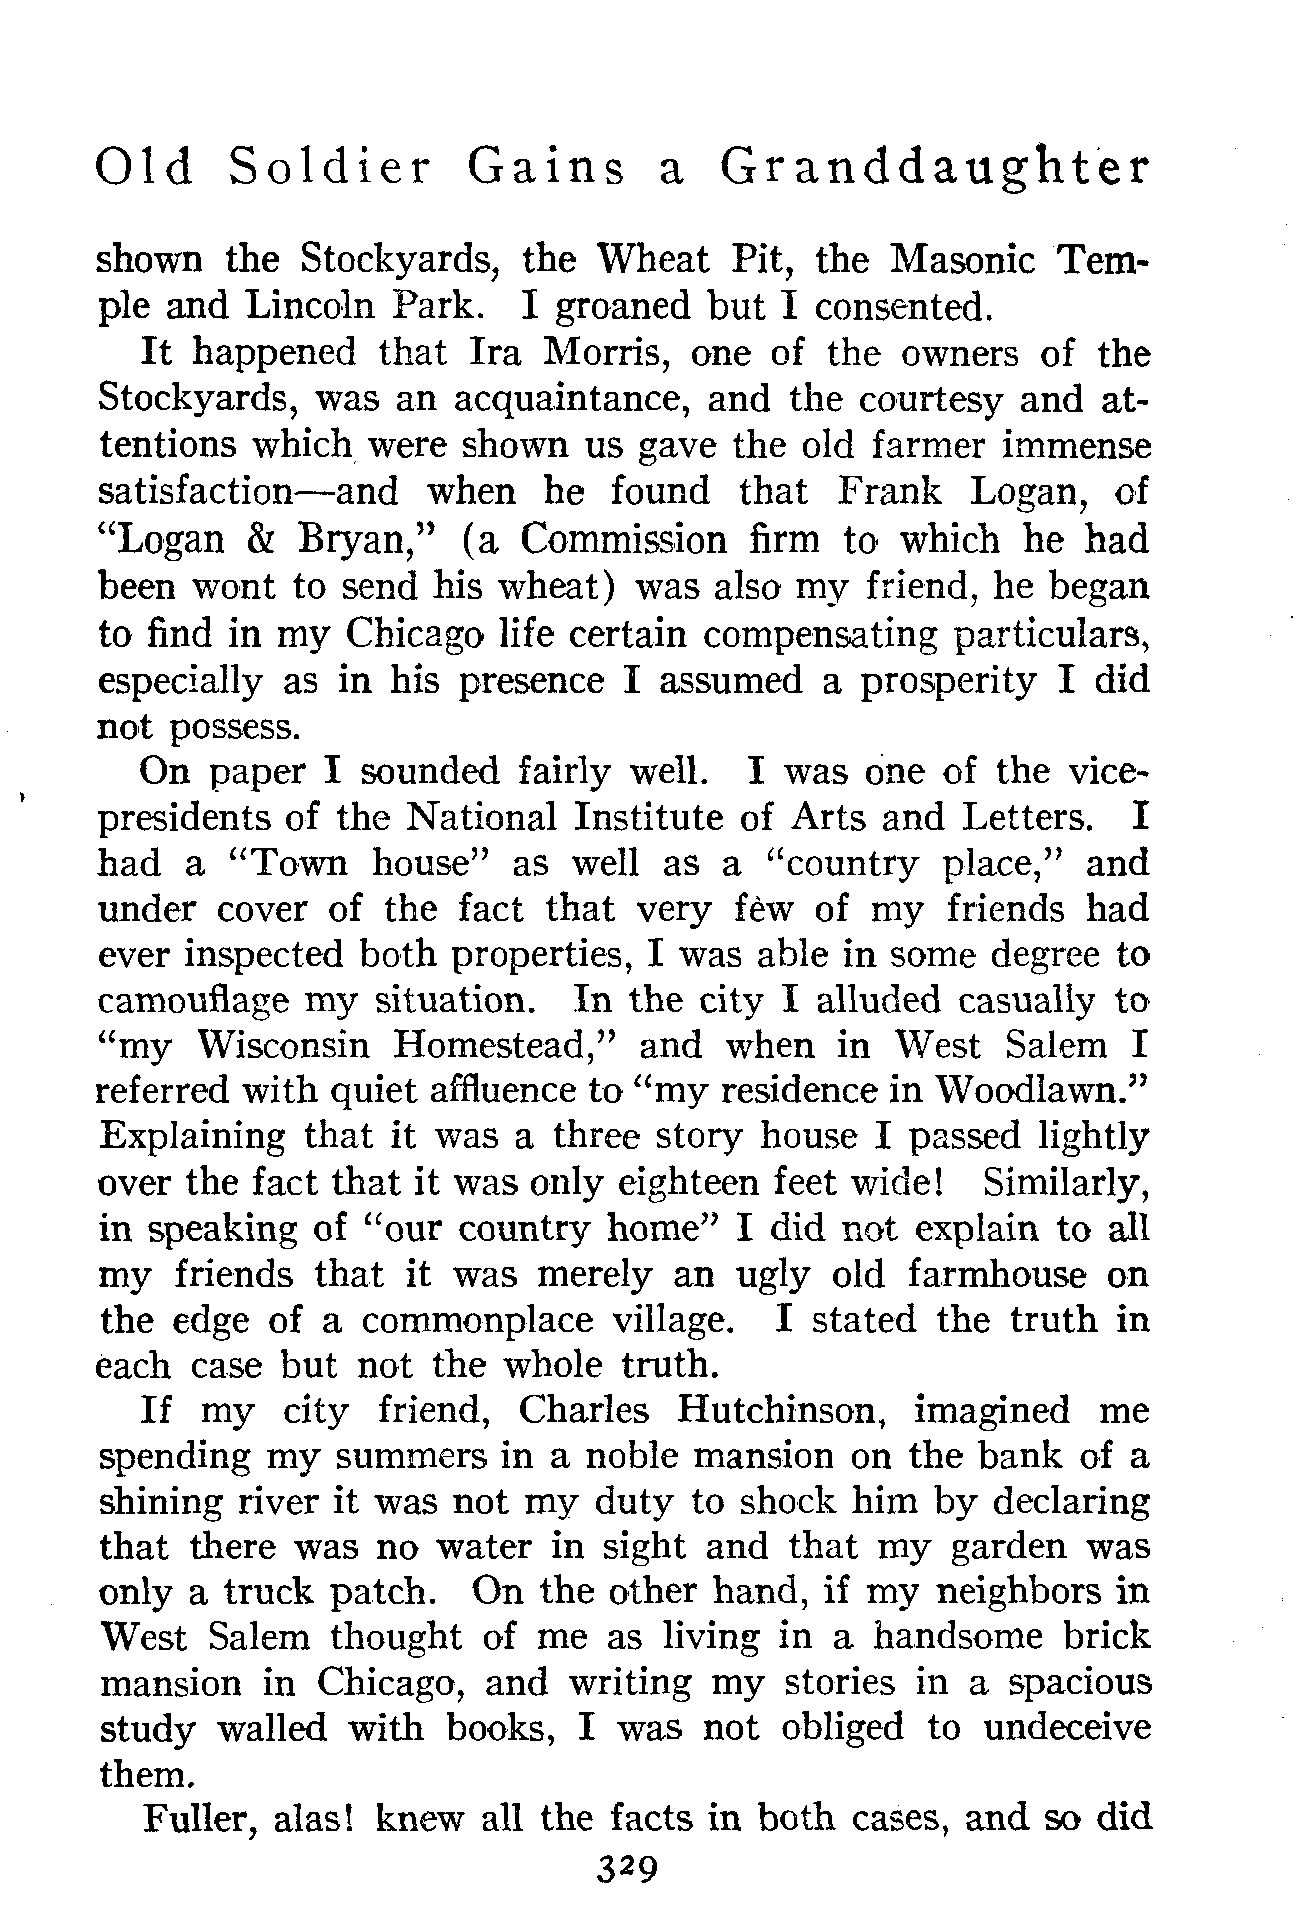 Old Soldier Gains a Granddaughter
shown the Stockyards, the Wheat Pit, the Masonic Tem-
ple and Lincoln Park. I groaned but I consented.
It happened that Ira Morris, one of the owners of the
Stockyards, was an acquaintance, and the courtesy and at-
tentions which were shown us gave the old farmer immense
satisfaction—and when he found that Frank Logan, of
“Logan & Bryan,” (a Commission firm to which he had
been wont to send his wheat) was also my friend, he began
to find in my Chicago life certain compensating particulars,
especially as in his presence I assumed a prosperity I did
not possess.
On paper I sounded fairly well. I was one of the vice-
presidents of the National Institute of Arts and Letters. I
had a “Town house” as well as a “country place,” and
under cover of the fact that very few of my friends had
ever inspected both properties, I was able in some degree to
camouflage my situation. In the city I alluded casually to
“my Wisconsin Homestead,” and when in West Salem I
referred with quiet affluence to “my residence in Woodlawn.”
Explaining that it was a three story house I passed lightly
over the fact that it was only eighteen feet wide! Similarly,
in speaking of “our country home” I did not explain to all
my friends that it was merely an ugly old farmhouse on
the edge of a commonplace village. I stated the truth in
each case but not the whole truth.
If my city friend, Charles Hutchinson, imagined me
spending my summers in a noble mansion on the bank of a
shining river it was not my duty to shock him by declaring
that there was no water in sight and that my garden was
only a truck patch. On the other hand, if my neighbors in
West Salem thought of me as living in a handsome brick
mansion in Chicago, and writing my stories in a spacious
study walled with books, I was not obliged to undeceive
them.
Fuller, alas! knew all the facts in both cases, and so did
329